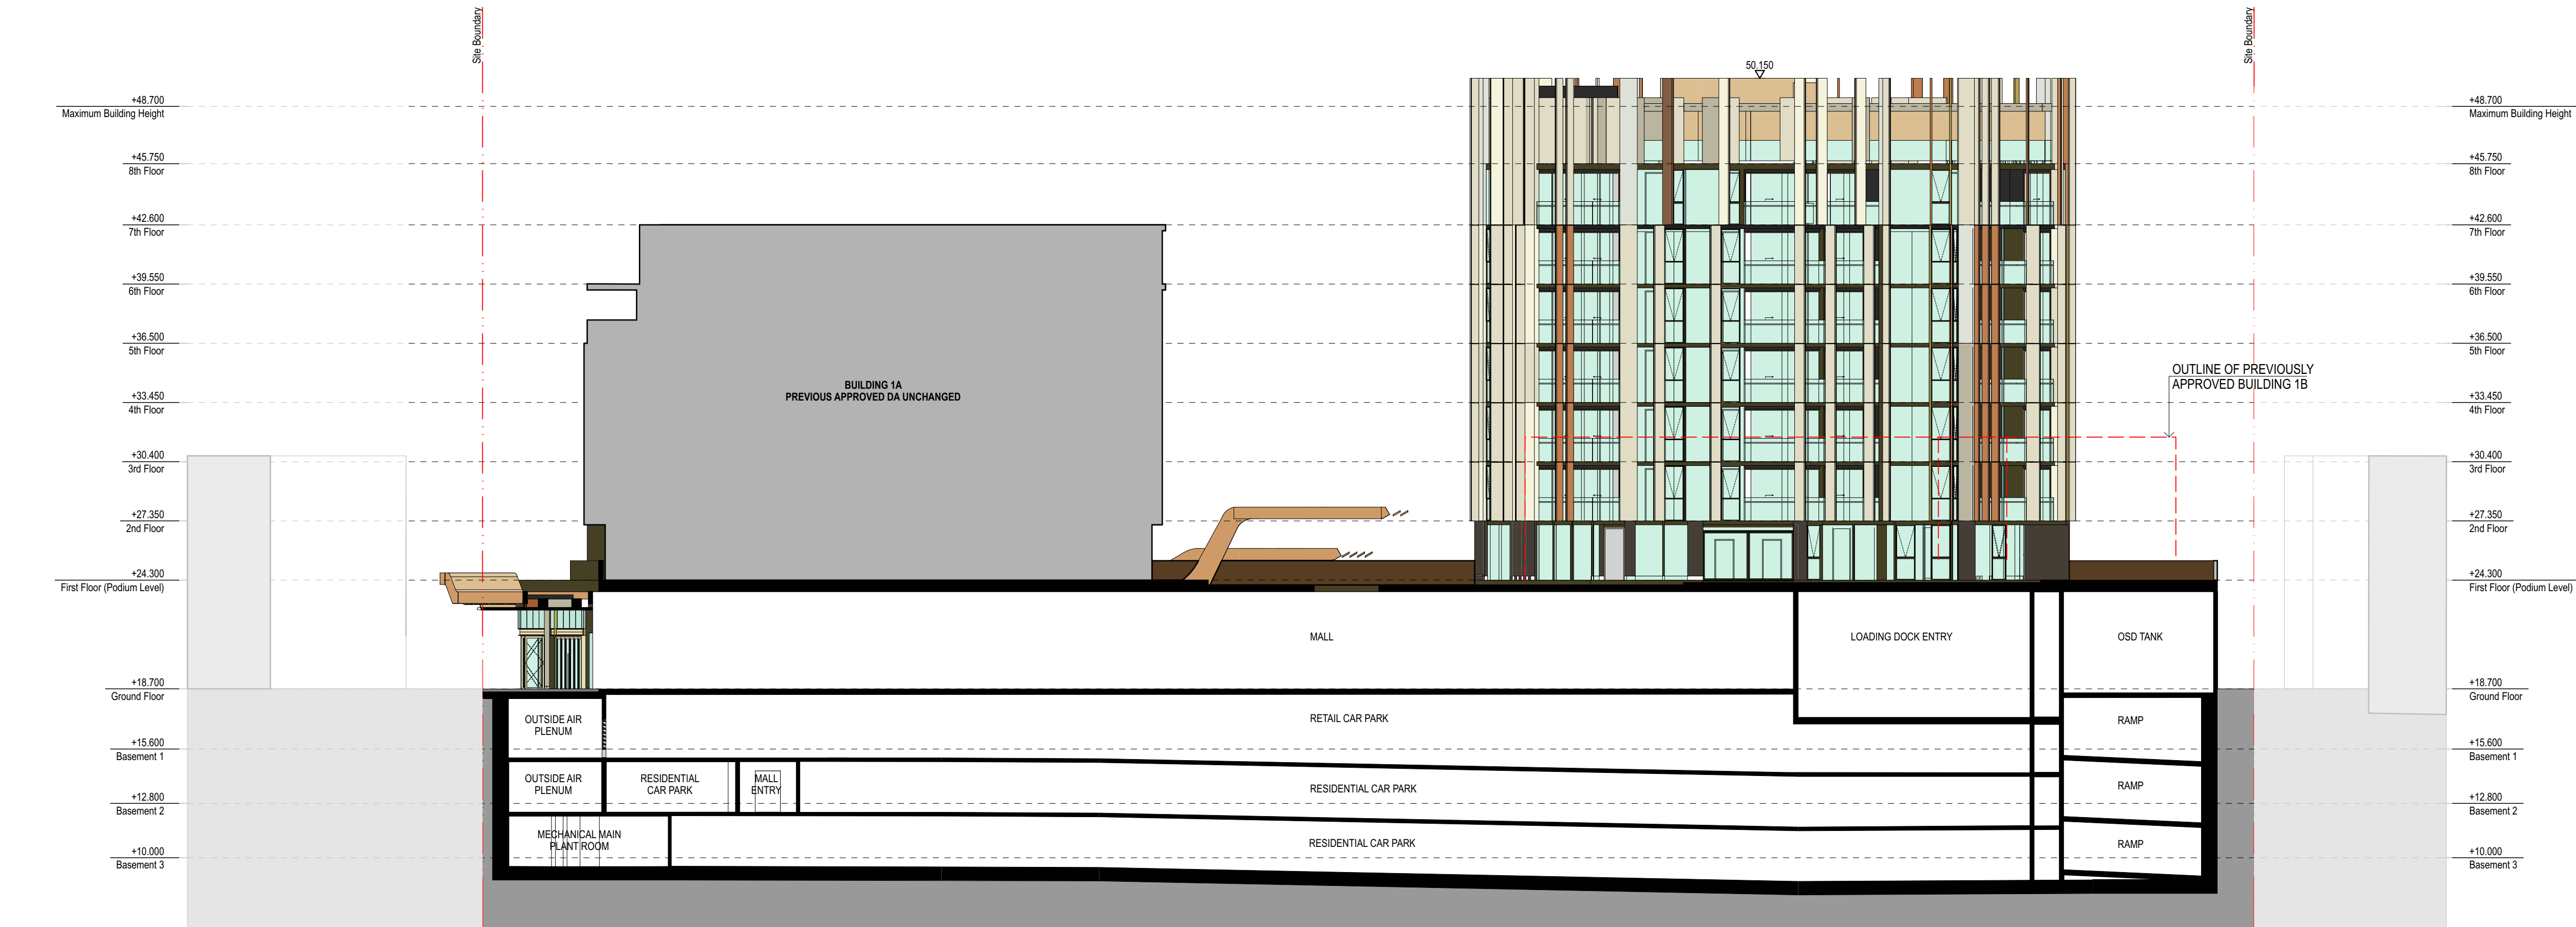 Site Boundary
Site Boundary
50.150
+48.700
Maximum Building Height
+45.750
8th Floor
+42.600
7th Floor
+39.550
6th Floor
+36.500
5th Floor
+33.450
4th Floor
+30.400
3rd Floor
+27.350
2nd Floor
+24.300
First Floor (Podium Level)
+18.700
Ground Floor
+15.600
Basement 1
+12.800
Basement 2
+10.000
Basement 3
BUILDING 1A
PREVIOUS APPROVED DA UNCHANGED
OUTLINE OF PREVIOUSLY
APPROVED BUILDING 1B
MALL
LOADING DOCK ENTRY
OSD TANK
OUTSIDE AIR
PLENUM
RETAIL CAR PARK
RAMP
OUTSIDE AIR
PLENUM
RESIDENTIAL
CAR PARK
MALL
ENTRY
RESIDENTIAL CAR PARK
RAMP
MECHANICAL MAIN
PLANT ROOM
RESIDENTIAL CAR PARK
RAMP
+48.700
Maximum Building Height
+45.750
8th Floor
+42.600
7th Floor
+39.550
6th Floor
+36.500
5th Floor
+33.450
4th Floor
+30.400
3rd Floor
+27.350
2nd Floor
+24.300
First Floor (Podium Level)
+18.700
Ground Floor
+15.600
Basement 1
+12.800
Basement 2
+10.000
Basement 3